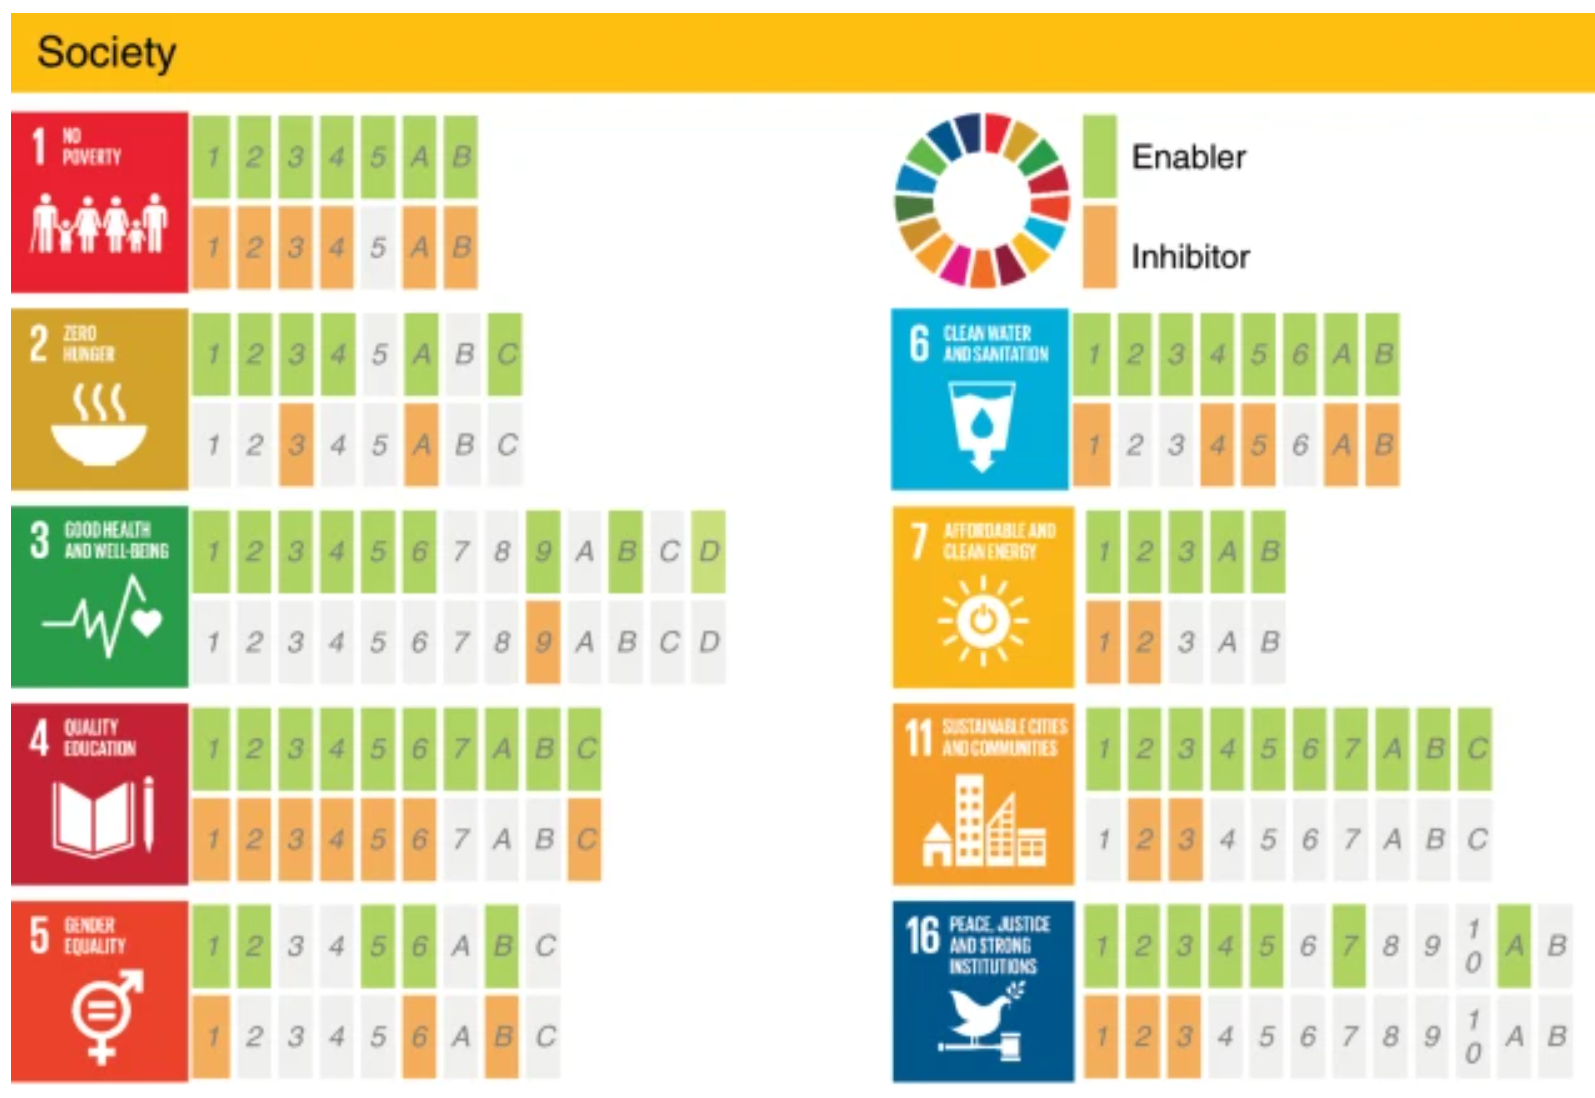 Society
1 NO
POVERTY
1 2 3 4 5 A B
1 2 3 4 5 A B
Enabler
Inhibitor
2 ZERO
HUNGER
1 2 3 4 5 A B C
1 2 3 4 5 A B C
6 CLEAN WATER
AND SANITATION
1 2 3 4 5 6 A B
1 2 3 4 5 6 A B
3 GOOD HEALTH
AND WELL-BEING
1 2 3 4 5 6 7 8 9 A B C D
1 2 3 4 5 6 7 8 9 A B C D
7 AFFORDABLE AND
CLEAN ENERGY
1 2 3 A B
1 2 3 A B
4 QUALITY
EDUCATION
1 2 3 4 5 6 7 A B C
1 2 3 4 5 6 7 A B C
11 SUSTAINABLE CITIES
AND COMMUNITIES
1 2 3 4 5 6 7 A B C
1 2 3 4 5 6 7 A B C
5 GENDER
EQUALITY
1 2 3 4 5 6 A B C
1 2 3 4 5 6 A B C
16 PEACE, JUSTICE
AND STRONG
INSTITUTIONS
1 2 3 4 5 6 7 8 9 10 A B
1 2 3 4 5 6 7 8 9 10 A B